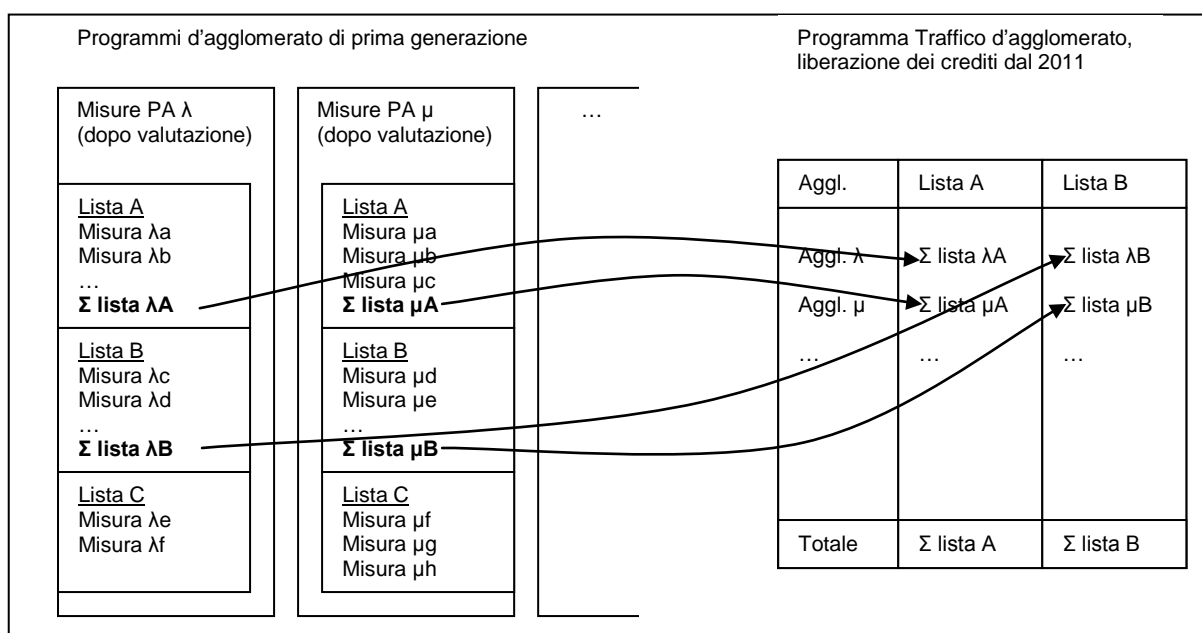 Programmi d'agglomerato di prima generazione
Misure PA λ
(dopo valutazione)
Lista A
Misura λa
Misura λb
…
Σ lista λA
Lista B
Misura λc
Misura λd
…
Σ lista λB
Lista C
Misura λe
Misura λf
Misure PA µ
(dopo valutazione)
Lista A
Misura µa
Misura µb
Misura µc
Σ lista µA
Lista B
Misura µd
Misura µe
…
Σ lista µB
Lista C
Misura µf
Misura µg
Misura µh
…
Programma Traffico d'agglomerato,
liberazione dei crediti dal 2011
Aggl. Lista A Lista B
Aggl. λ Σ lista λA Σ lista λB
Aggl. µ Σ lista µA Σ lista µB
… … …
Totale Σ lista A Σ lista B